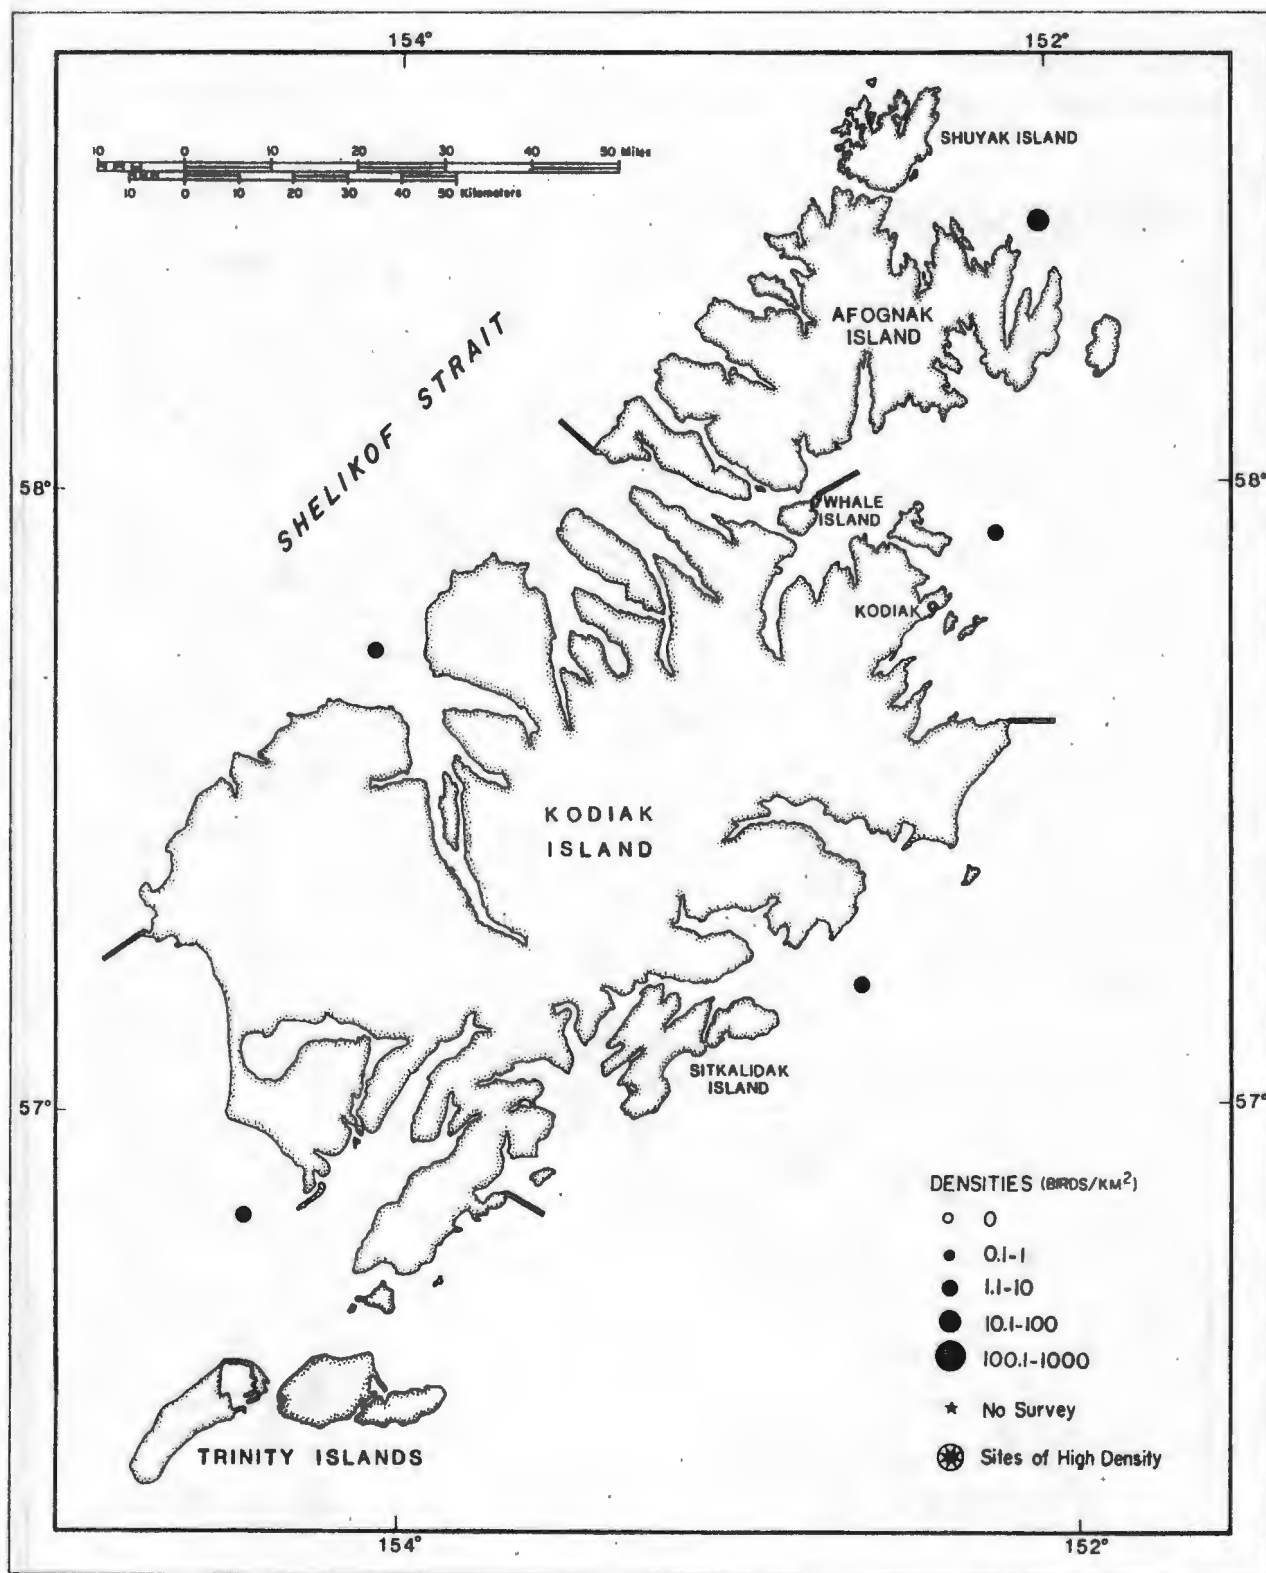 154° 152°
SHUYAK ISLAND
10 0 10 20 30 40 50 Miles
10 0 10 20 30 40 50 Kilometers
AFOGNAK
ISLAND
SHELIKOF STRAIT
58° 58°
WHALE
ISLAND
KODIAK
KODIAK
ISLAND
SITKALIDAK
ISLAND
57° 57°
DENSITIES (BIRDS/KM²)
0
0.1-1
1.1-10
10.1-100
100.1-1000
No Survey
Sites of High Density
TRINITY ISLANDS
154° 152°